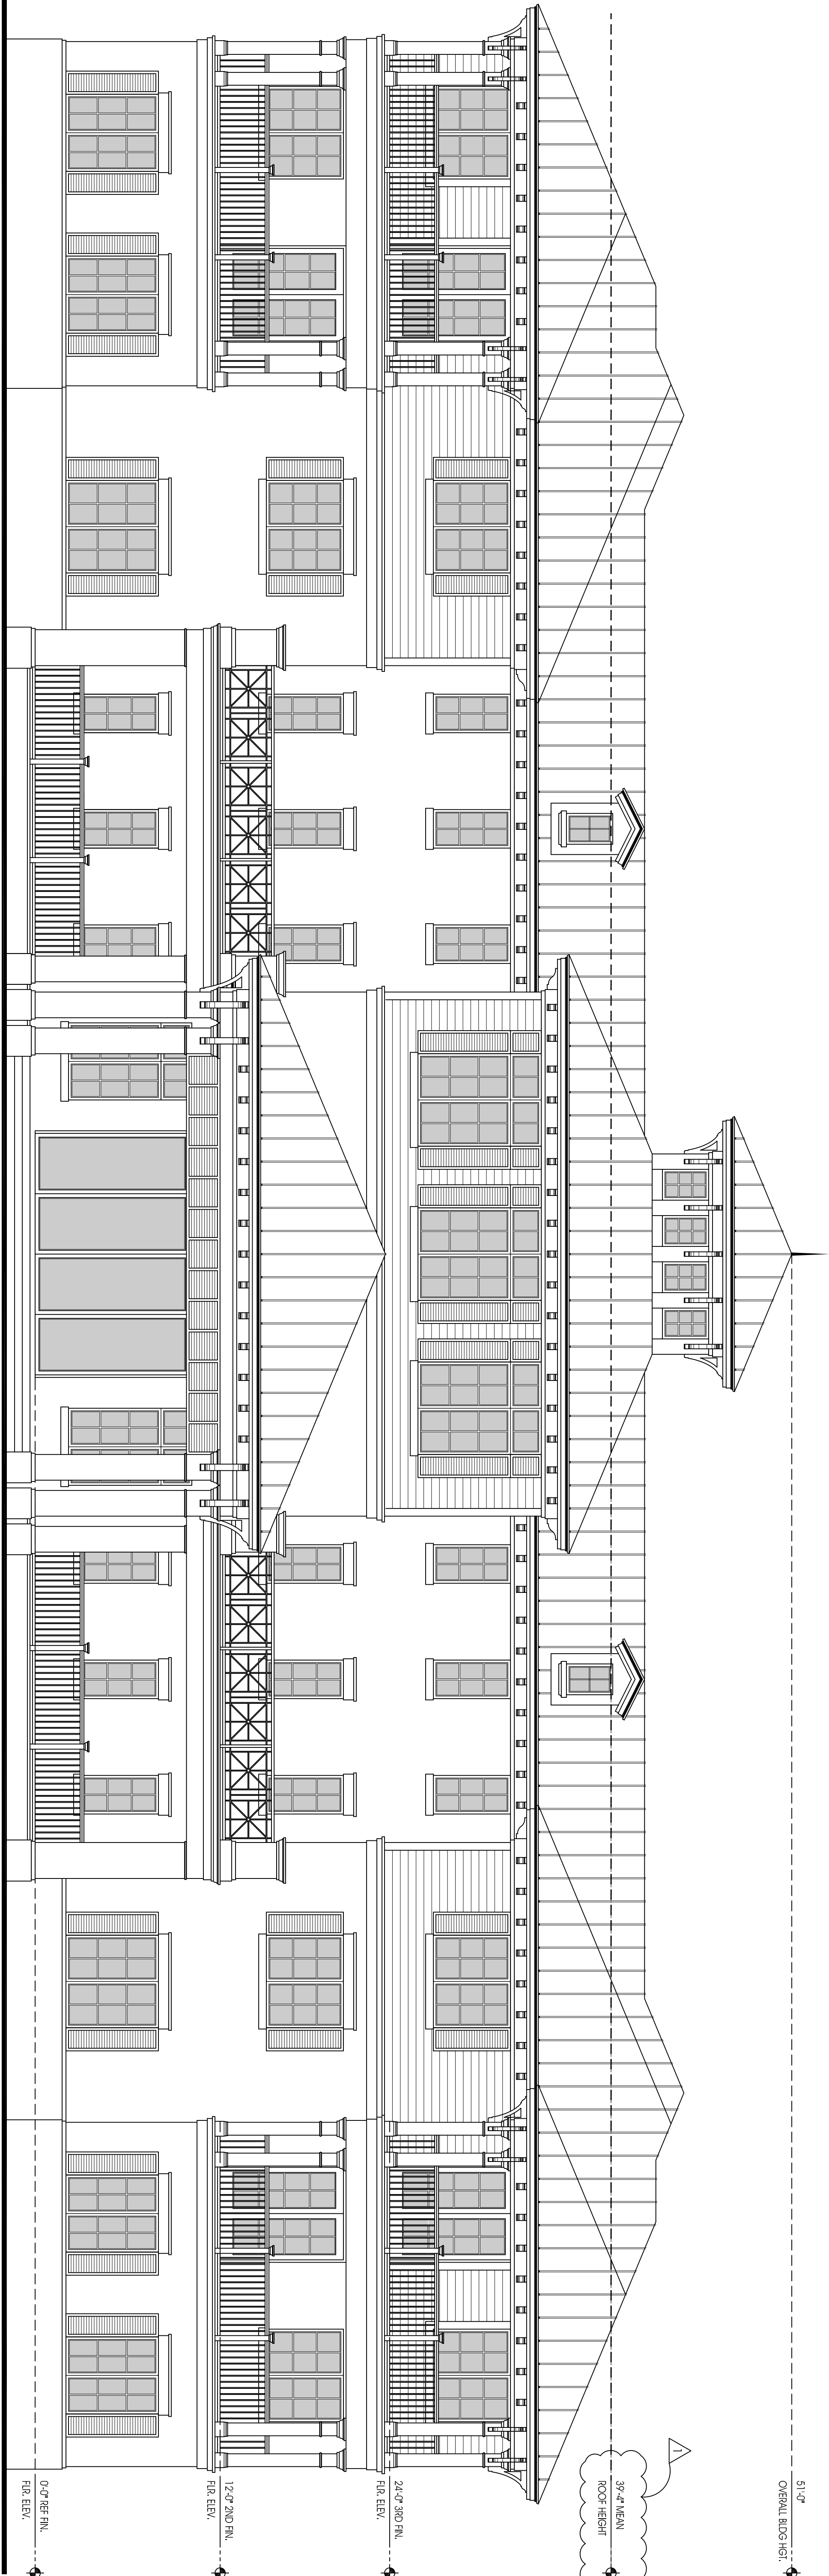 51'-0"
OVERALL BLDG HGT.
1
39'-4" MEAN
ROOF HEIGHT
24'-0" 3RD FIN.
FLR. ELEV.
12'-0" 2ND FIN.
FLR. ELEV.
0'-0" REF FIN.
FLR. ELEV.